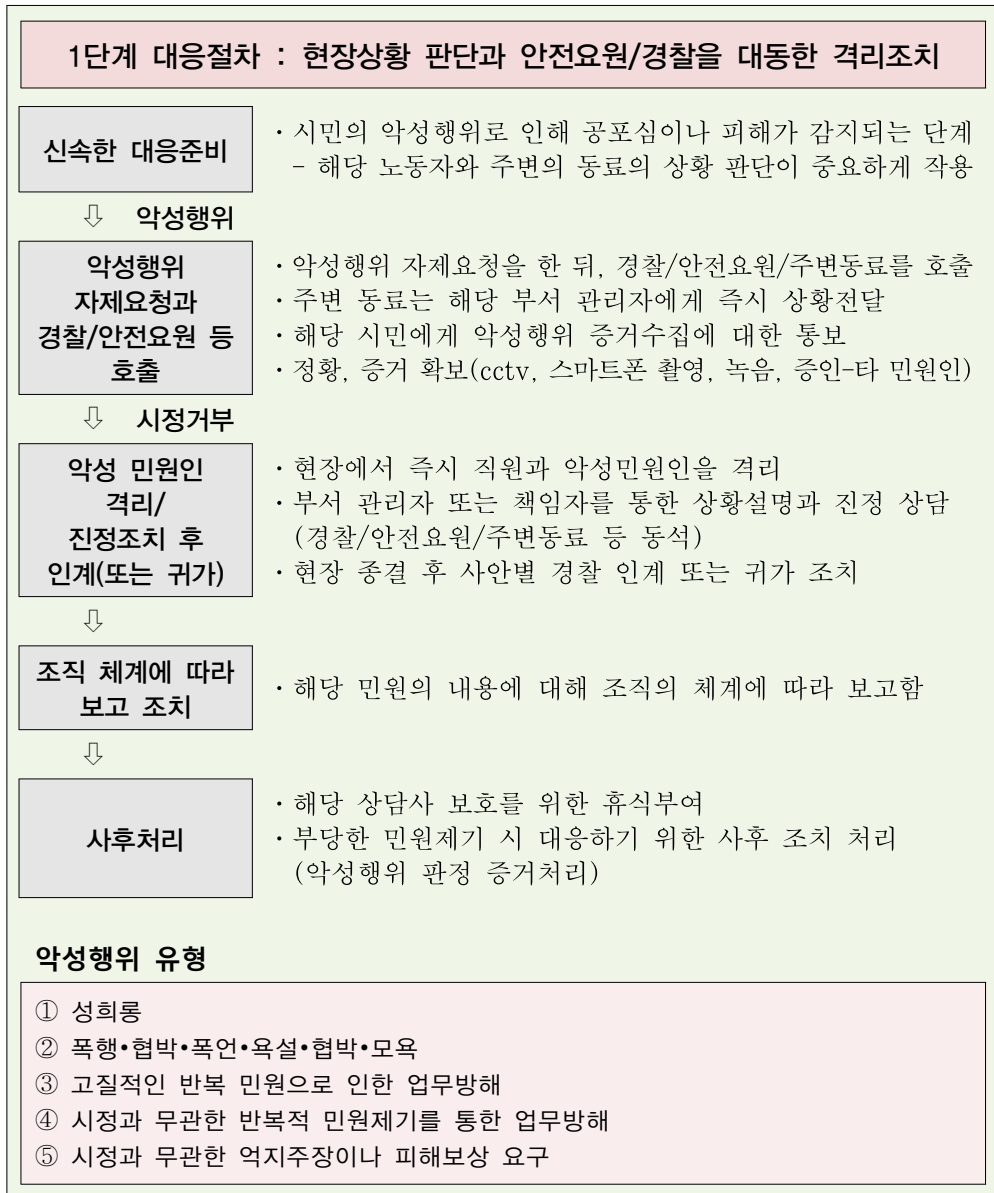 1단계 대응절차 : 현장상황 판단과 안전요원/경찰을 대동한 격리조치
신속한 대응준비
· 시민의 악성행위로 인해 공포심이나 피해가 감지되는 단계
- 해당 노동자와 주변의 동료의 상황 판단이 중요하게 작용
⇩ 악성행위
악성행위
자제요청과
경찰/안전요원 등
호출
· 악성행위 자제요청을 한 뒤, 경찰/안전요원/주변동료를 호출
· 주변 동료는 해당 부서 관리자에게 즉시 상황전달
· 해당 시민에게 악성행위 증거수집에 대한 통보
· 정황, 증거 확보(cctv, 스마트폰 촬영, 녹음, 증인-타 민원인)
⇩ 시정거부
악성 민원인
격리/
진정조치 후
인계(또는 귀가)
· 현장에서 즉시 직원과 악성민원인을 격리
· 부서 관리자 또는 책임자를 통한 상황설명과 진정 상담
(경찰/안전요원/주변동료 등 동석)
· 현장 종결 후 사안별 경찰 인계 또는 귀가 조치
⇩
조직 체계에 따라
보고 조치
· 해당 민원의 내용에 대해 조직의 체계에 따라 보고함
⇩
사후처리
· 해당 상담사 보호를 위한 휴식부여
· 부당한 민원제기 시 대응하기 위한 사후 조치 처리
(악성행위 판정 증거처리)
악성행위 유형
① 성희롱
② 폭행•협박•폭언•욕설•협박•모욕
③ 고질적인 반복 민원으로 인한 업무방해
④ 시정과 무관한 반복적 민원제기를 통한 업무방해
⑤ 시정과 무관한 억지주장이나 피해보상 요구